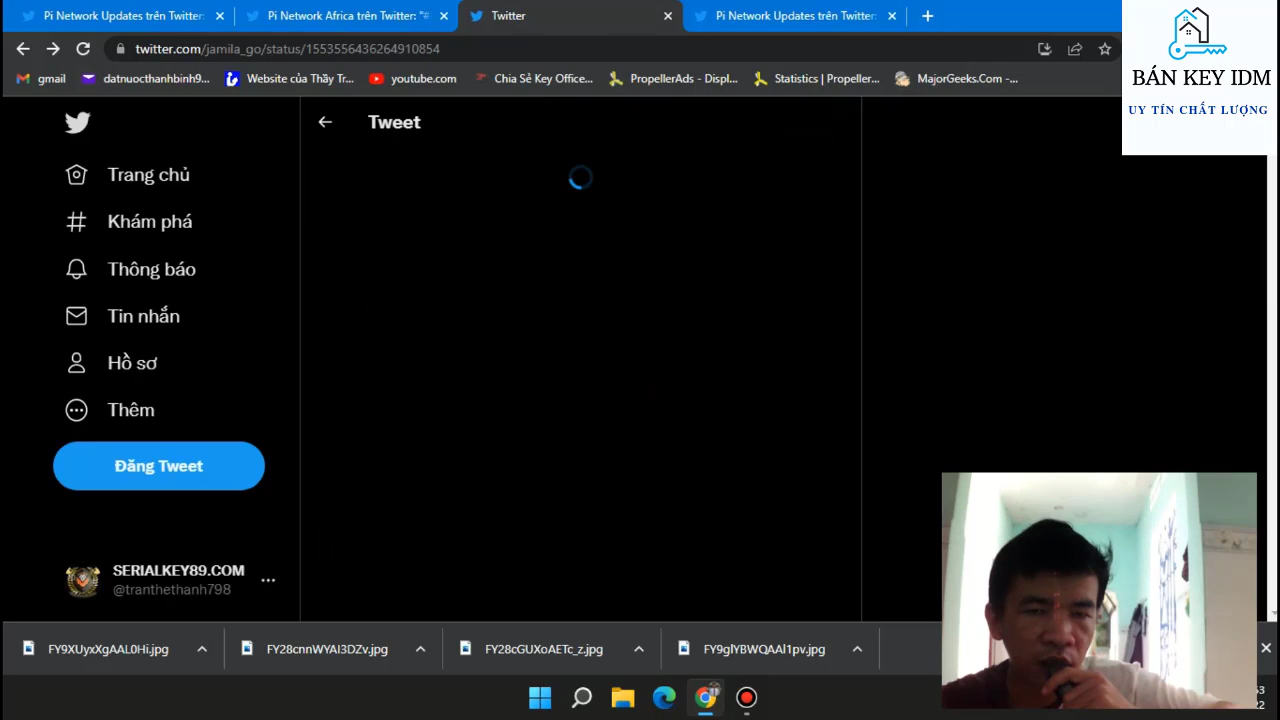 Pi Network Updates trên Twitter:
Pi Network Africa trên Twitter: "
Twitter
Pi Network Updates trên Twitter:
twitter.com/jamila_go/status/1553556436264910854
gmail
datnuocthanhbinh9...
Website của Thầy Tr...
youtube.com
Chia Sẻ Key Office...
PropellerAds - Displ...
Statistics | Propeller...
MajorGeeks.Com -...
BÁN KEY IDM
UY TÍN CHẤT LƯỢNG
Tweet
Trang chủ
Khám phá
Thông báo
Tin nhắn
Hồ sơ
Thêm
Đăng Tweet
SERIALKEY89.COM
@tranthethanh798
FY9XUyxXgAAL0Hi.jpg
FY28cnnWYAI3DZv.jpg
FY28cGUXoAETc_z.jpg
FY9glYBWQAAl1pv.jpg
53
22